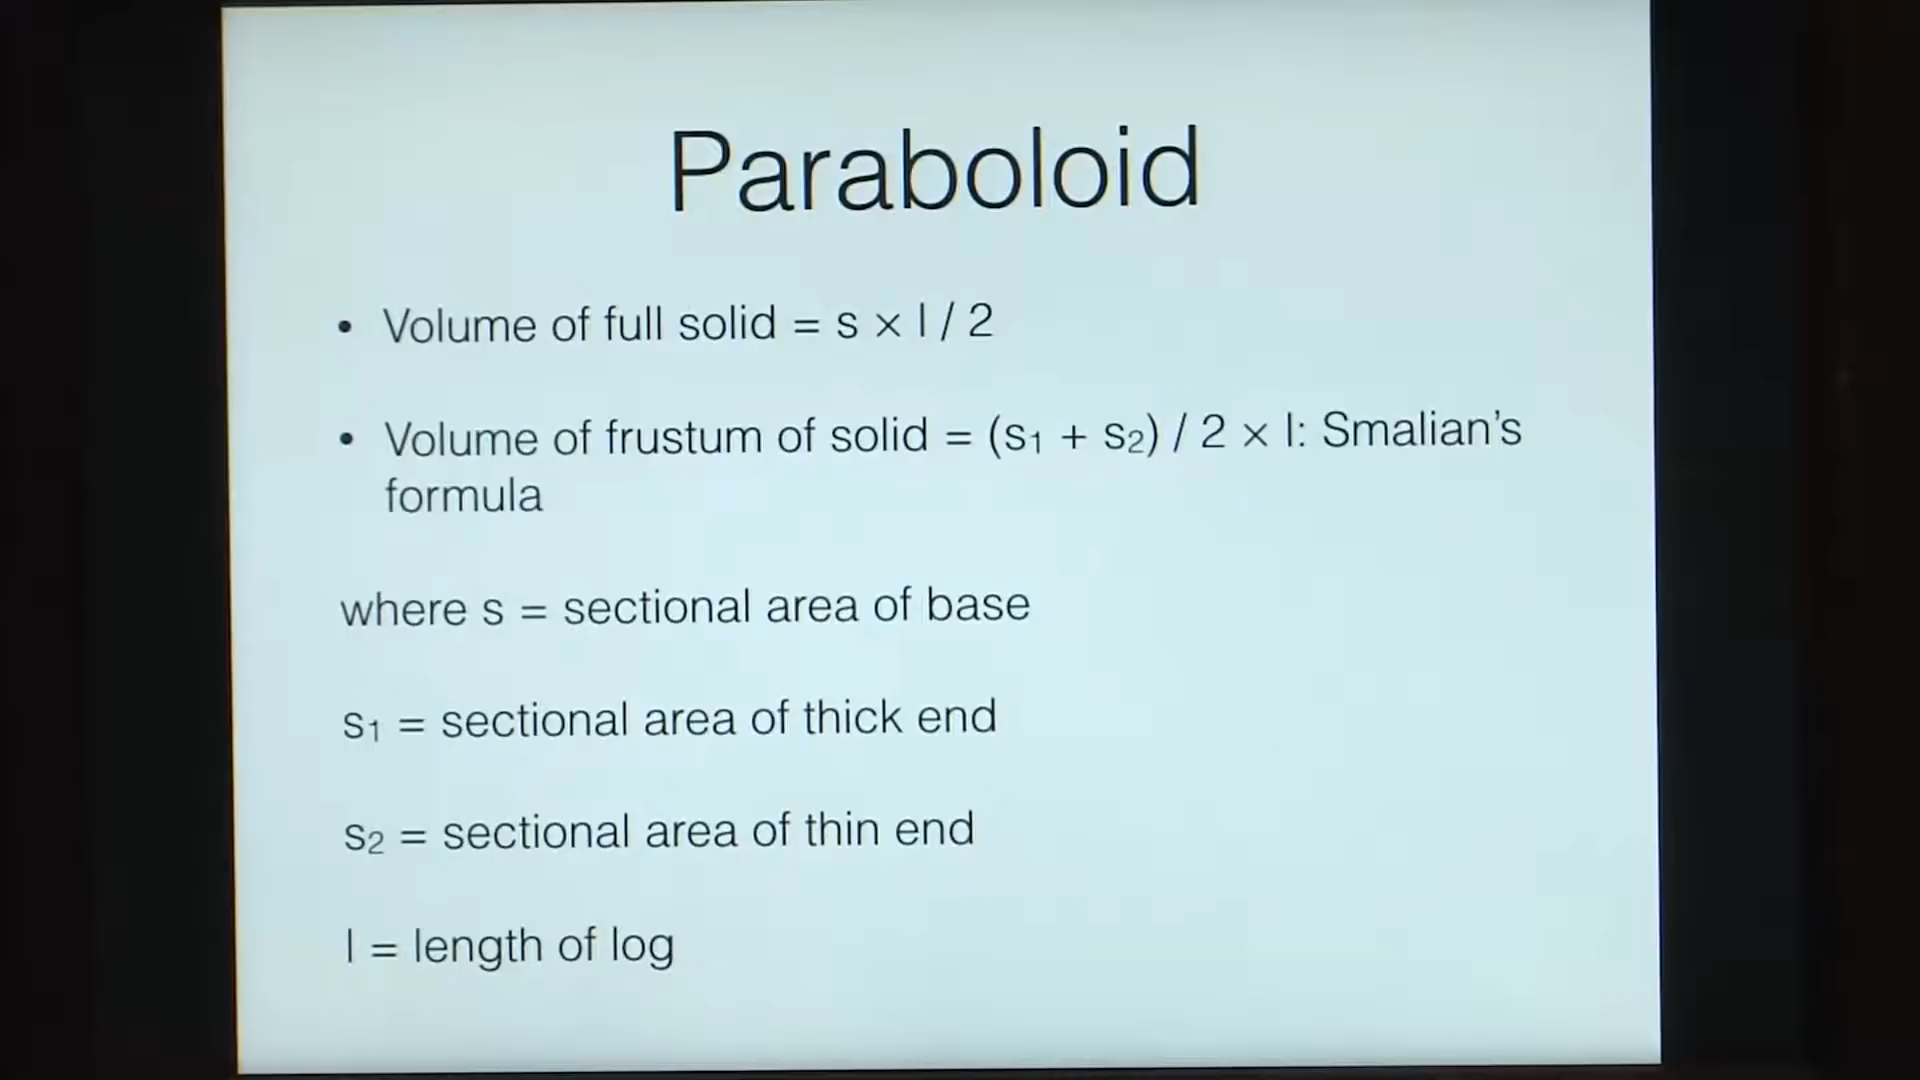 Paraboloid
• Volume of full solid = s × l / 2
• Volume of frustum of solid = (s₁ + s₂) / 2 × l: Smalian’s
formula
where s = sectional area of base
s₁ = sectional area of thick end
s₂ = sectional area of thin end
l = length of log